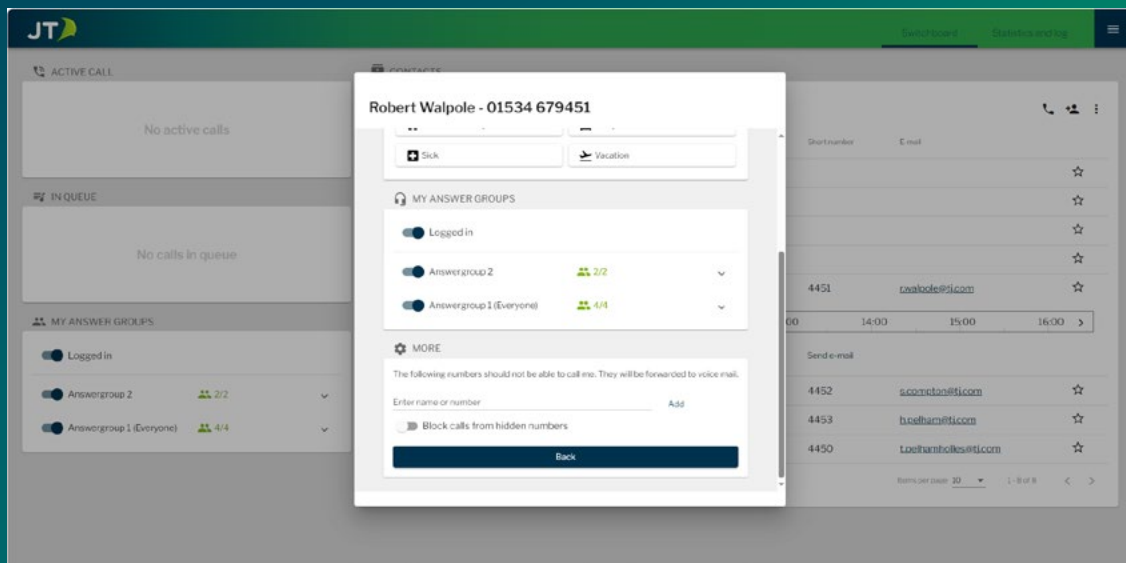 JT
Switchboard
Statistics and log
ACTIVE CALL
No active calls
IN QUEUE
No calls in queue
MY ANSWER GROUPS
Logged in
Answergroup 2 2/2
Answergroup 1 (Everyone) 4/4
CONTACTS
Robert Walpole - 01534 679451
Sick
Vacation
MY ANSWER GROUPS
Logged in
Answergroup 2 2/2
Answergroup 1 (Everyone) 4/4
MORE
The following numbers should not be able to call me. They will be forwarded to voice mail.
Enter name or number
Add
Block calls from hidden numbers
Back
Short number E-mail
4451 r.walpole@tj.com
:00 14:00 15:00 16:00
Send e-mail
4452 s.compton@tj.com
4453 h.pelham@tj.com
4450 t.pelhamholles@tj.com
Items per page 10 1 - 8 of 8